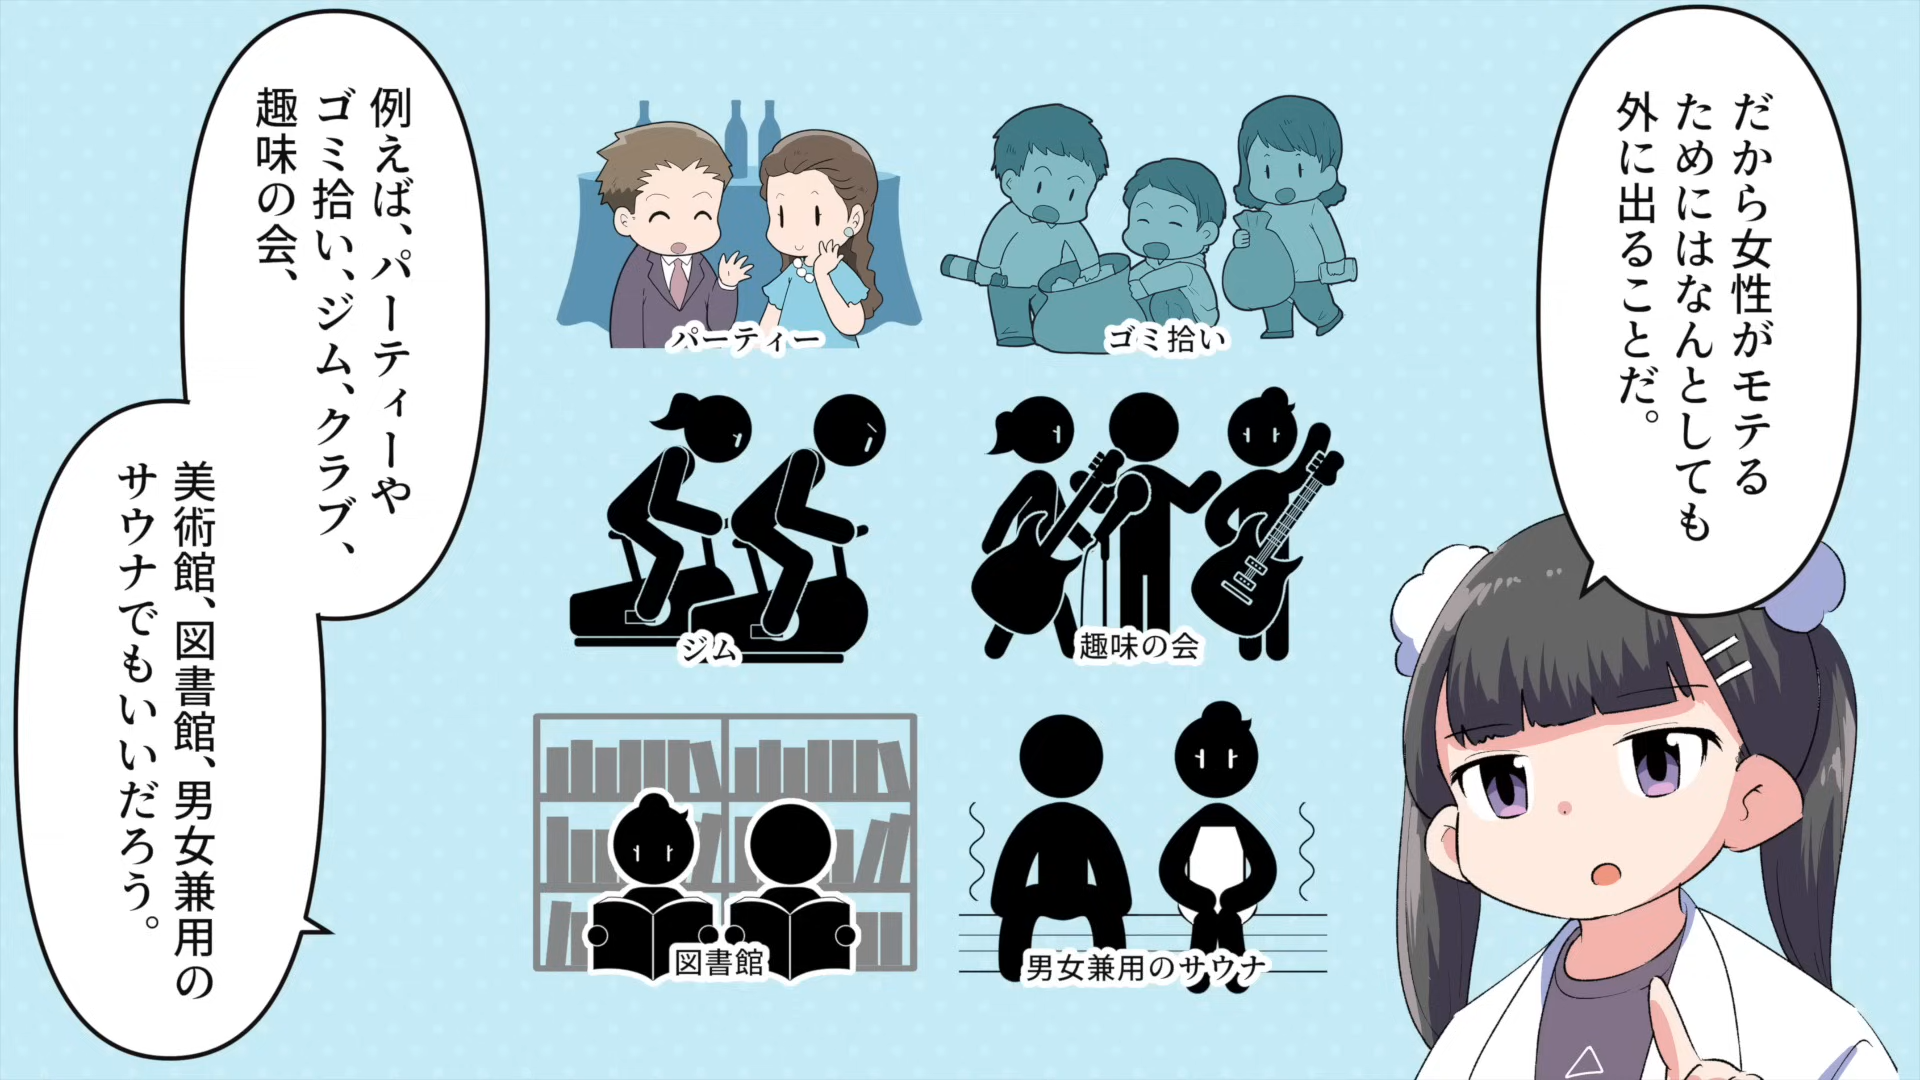 だから女性がモテる
ためにはなんとしても
外に出ることだ。
例えば、パーティーや
ゴミ拾い、ジム、クラブ、
趣味の会、
美術館、図書館、男女兼用の
サウナでもいいだろう。
パーティー
ゴミ拾い
ジム
趣味の会
図書館
男女兼用のサウナ